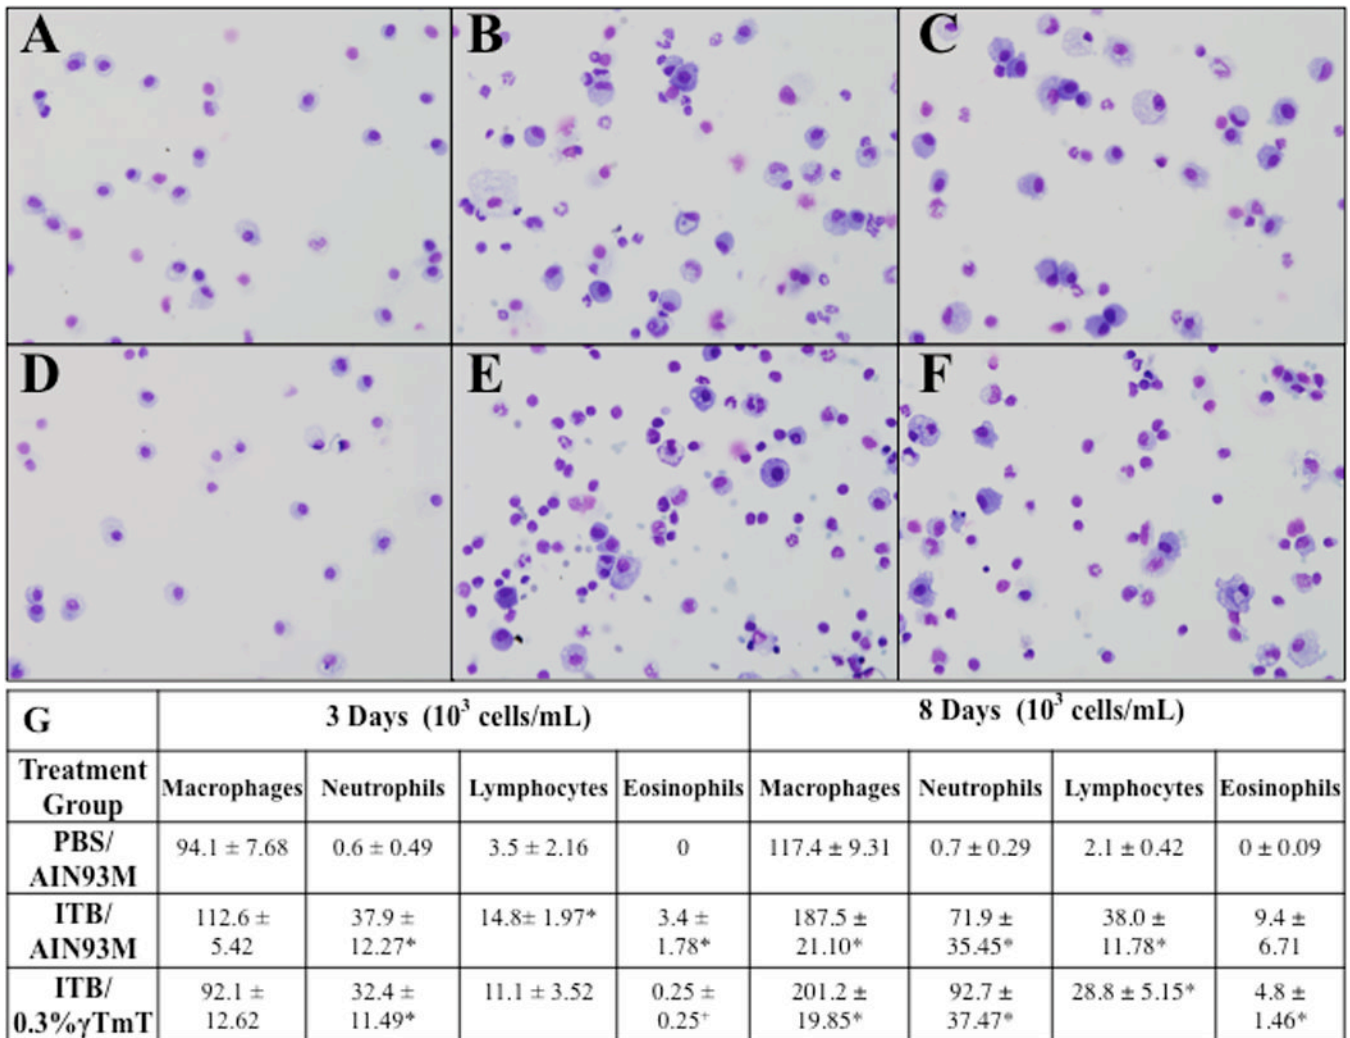 A
B
C
D
E
F
G
3 Days (10³ cells/mL)
8 Days (10³ cells/mL)
Treatment
Group
Macrophages
Neutrophils
Lymphocytes
Eosinophils
Macrophages
Neutrophils
Lymphocytes
Eosinophils
PBS/
AIN93M
94.1 ± 7.68
0.6 ± 0.49
3.5 ± 2.16
0
117.4 ± 9.31
0.7 ± 0.29
2.1 ± 0.42
0 ± 0.09
ITB/
AIN93M
112.6 ±
5.42
37.9 ±
12.27*
14.8± 1.97*
3.4 ±
1.78*
187.5 ±
21.10*
71.9 ±
35.45*
38.0 ±
11.78*
9.4 ±
6.71
ITB/
0.3%γTmT
92.1 ±
12.62
32.4 ±
11.49*
11.1 ± 3.52
0.25 ±
0.25⁺
201.2 ±
19.85*
92.7 ±
37.47*
28.8 ± 5.15*
4.8 ±
1.46*